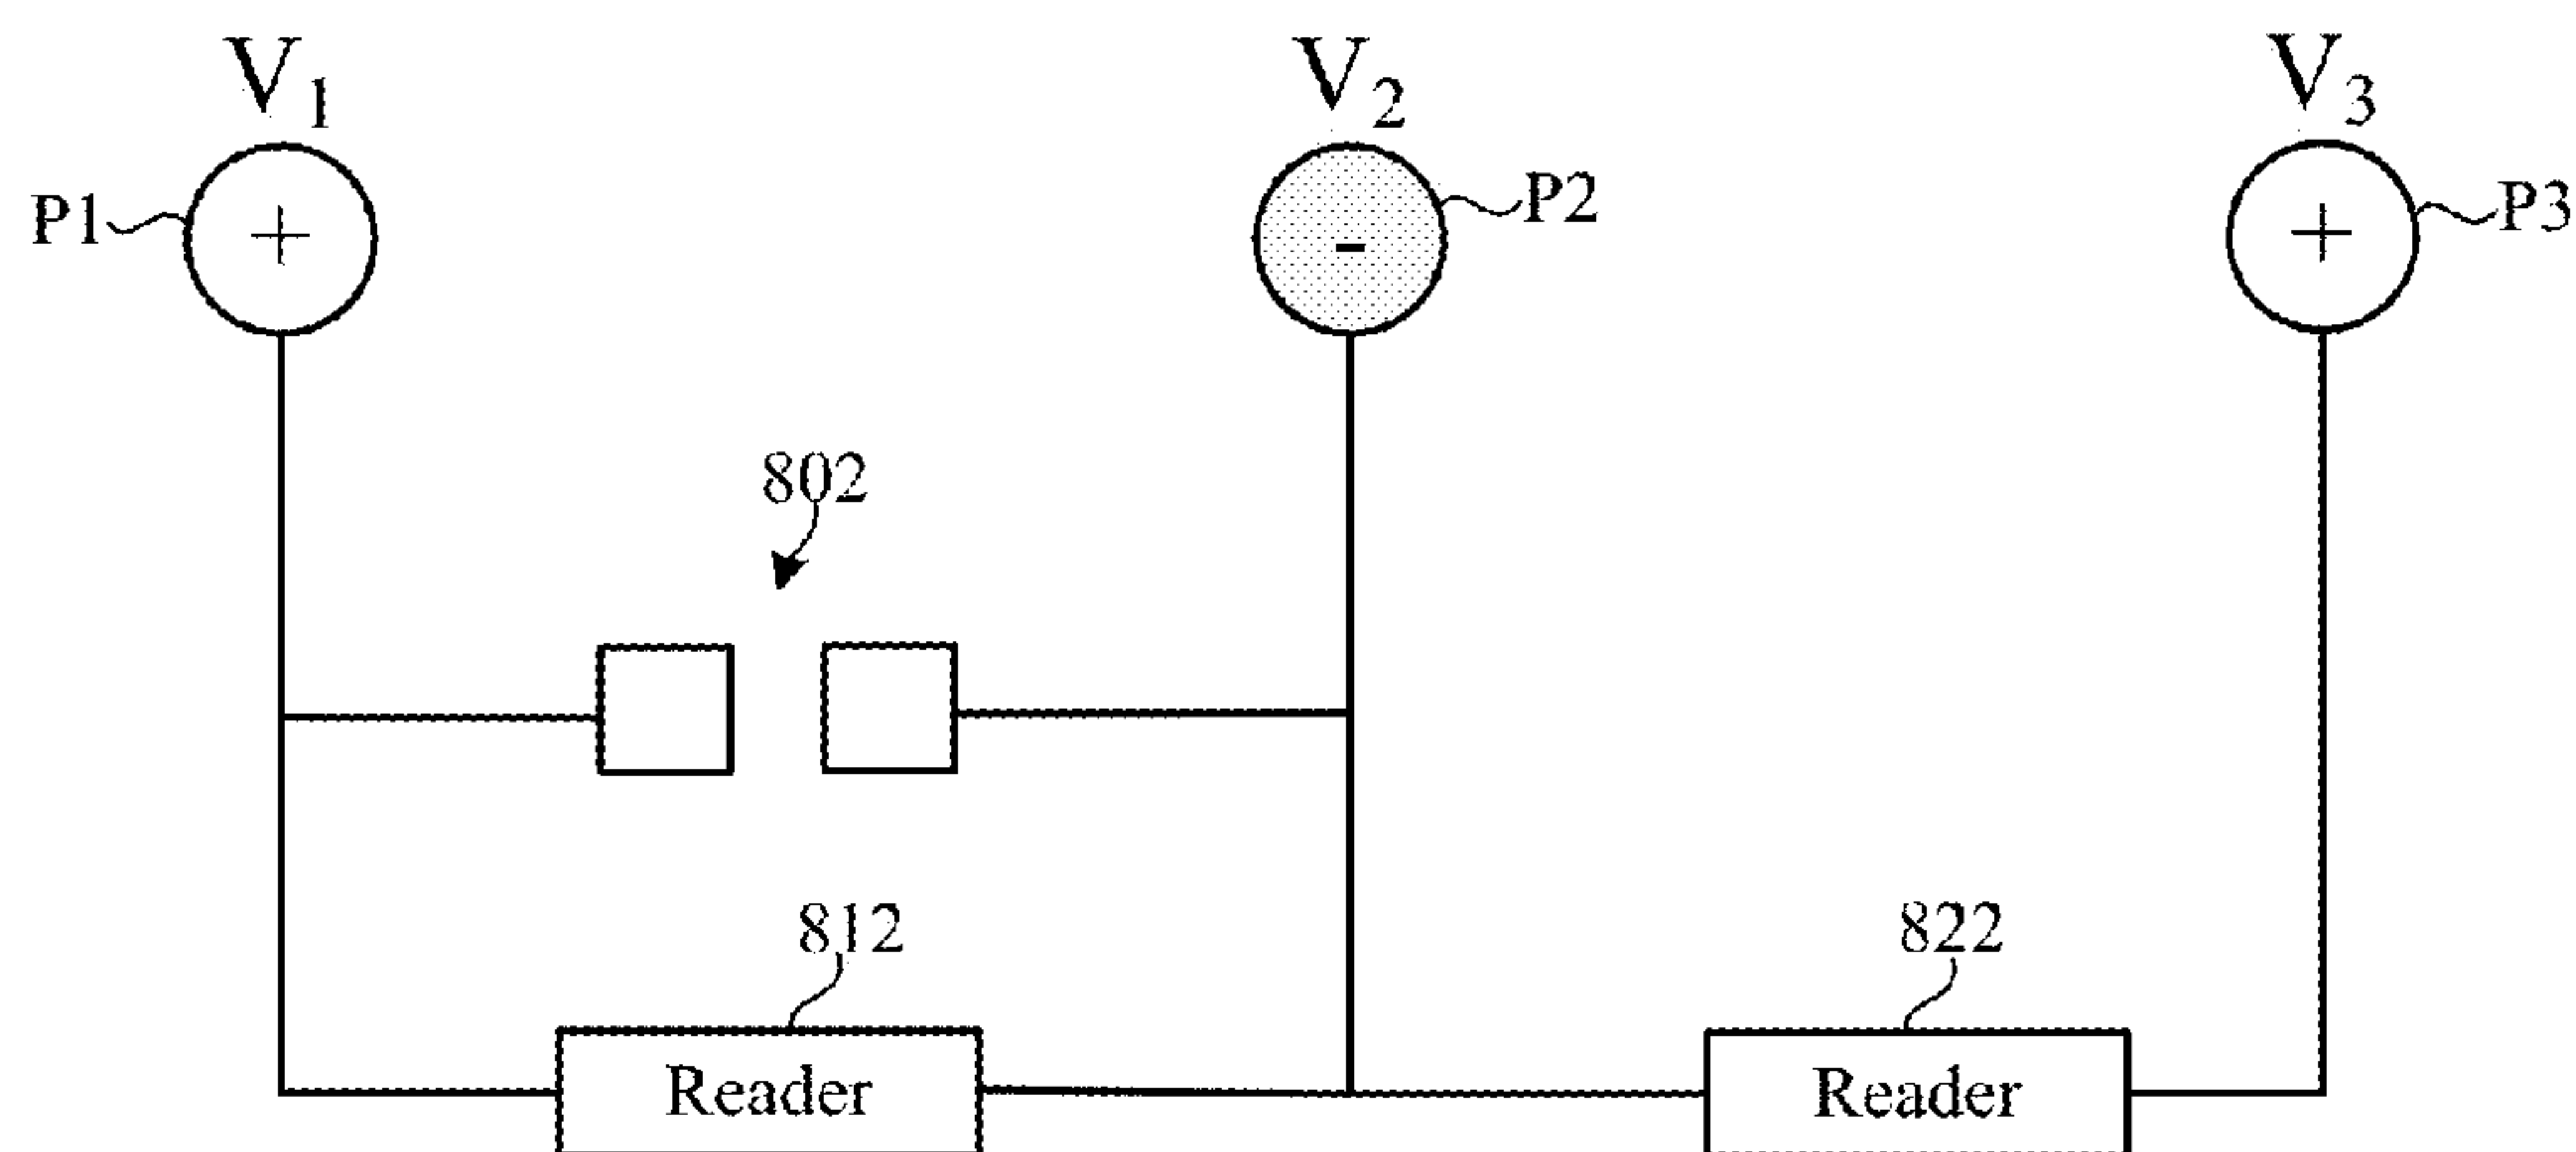 V1 V2 V3
P1 + - P2 + P3
802
812 822
Reader Reader